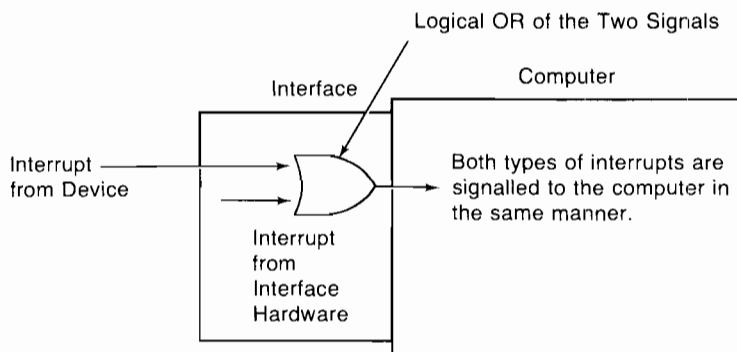 Logical OR of the Two Signals
Computer
Interface
Interrupt
from Device
Both types of interrupts are
signalled to the computer in
the same manner.
Interrupt
from
Interface
Hardware